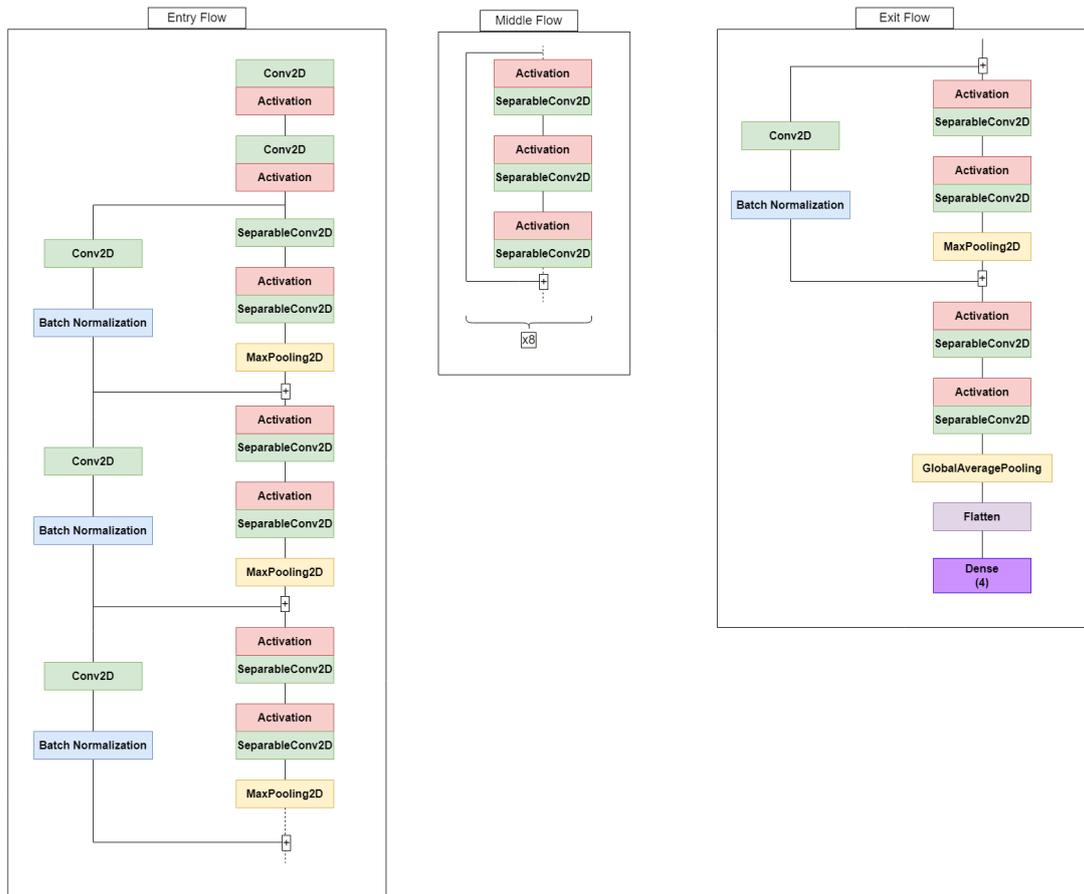 Entry Flow
Conv2D
Activation
Conv2D
Activation
SeparableConv2D
Conv2D
Activation
SeparableConv2D
Batch Normalization
MaxPooling2D
+
Activation
SeparableConv2D
Conv2D
Activation
SeparableConv2D
Batch Normalization
MaxPooling2D
+
Activation
SeparableConv2D
Conv2D
Activation
SeparableConv2D
Batch Normalization
MaxPooling2D
+
Middle Flow
Activation
SeparableConv2D
Activation
SeparableConv2D
Activation
SeparableConv2D
+
x8
Exit Flow
+
Activation
SeparableConv2D
Conv2D
Activation
SeparableConv2D
Batch Normalization
MaxPooling2D
+
Activation
SeparableConv2D
Activation
SeparableConv2D
GlobalAveragePooling
Flatten
Dense
(4)